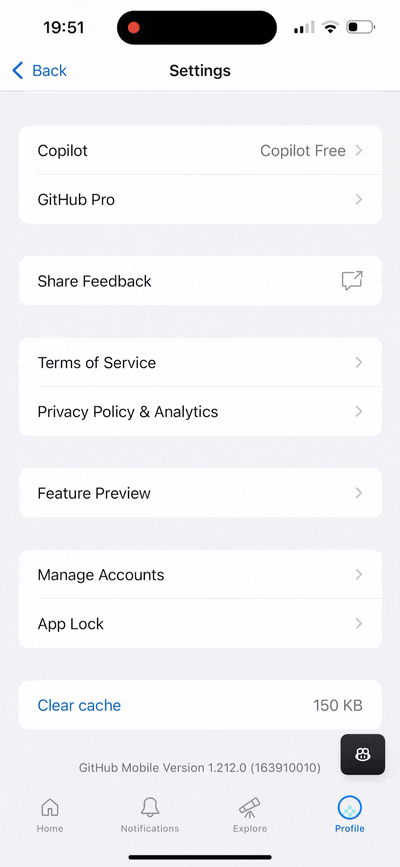 19:51
Back
Settings
Copilot
Copilot Free
GitHub Pro
Share Feedback
Terms of Service
Privacy Policy & Analytics
Feature Preview
Manage Accounts
App Lock
Clear cache
150 KB
GitHub Mobile Version 1.212.0 (163910010)
Home
Notifications
Explore
Profile